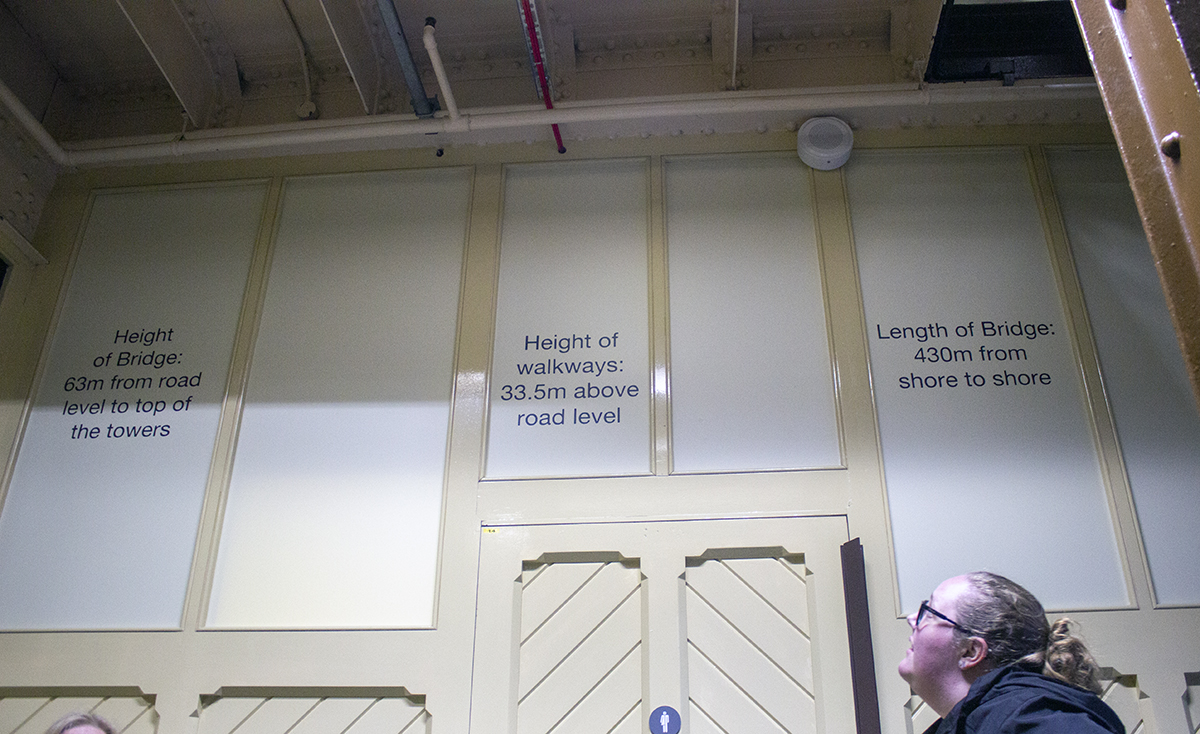 Height
of Bridge:
63m from road
level to top of
the towers
Height of
walkways:
33.5m above
road level
Length of Bridge:
430m from
shore to shore